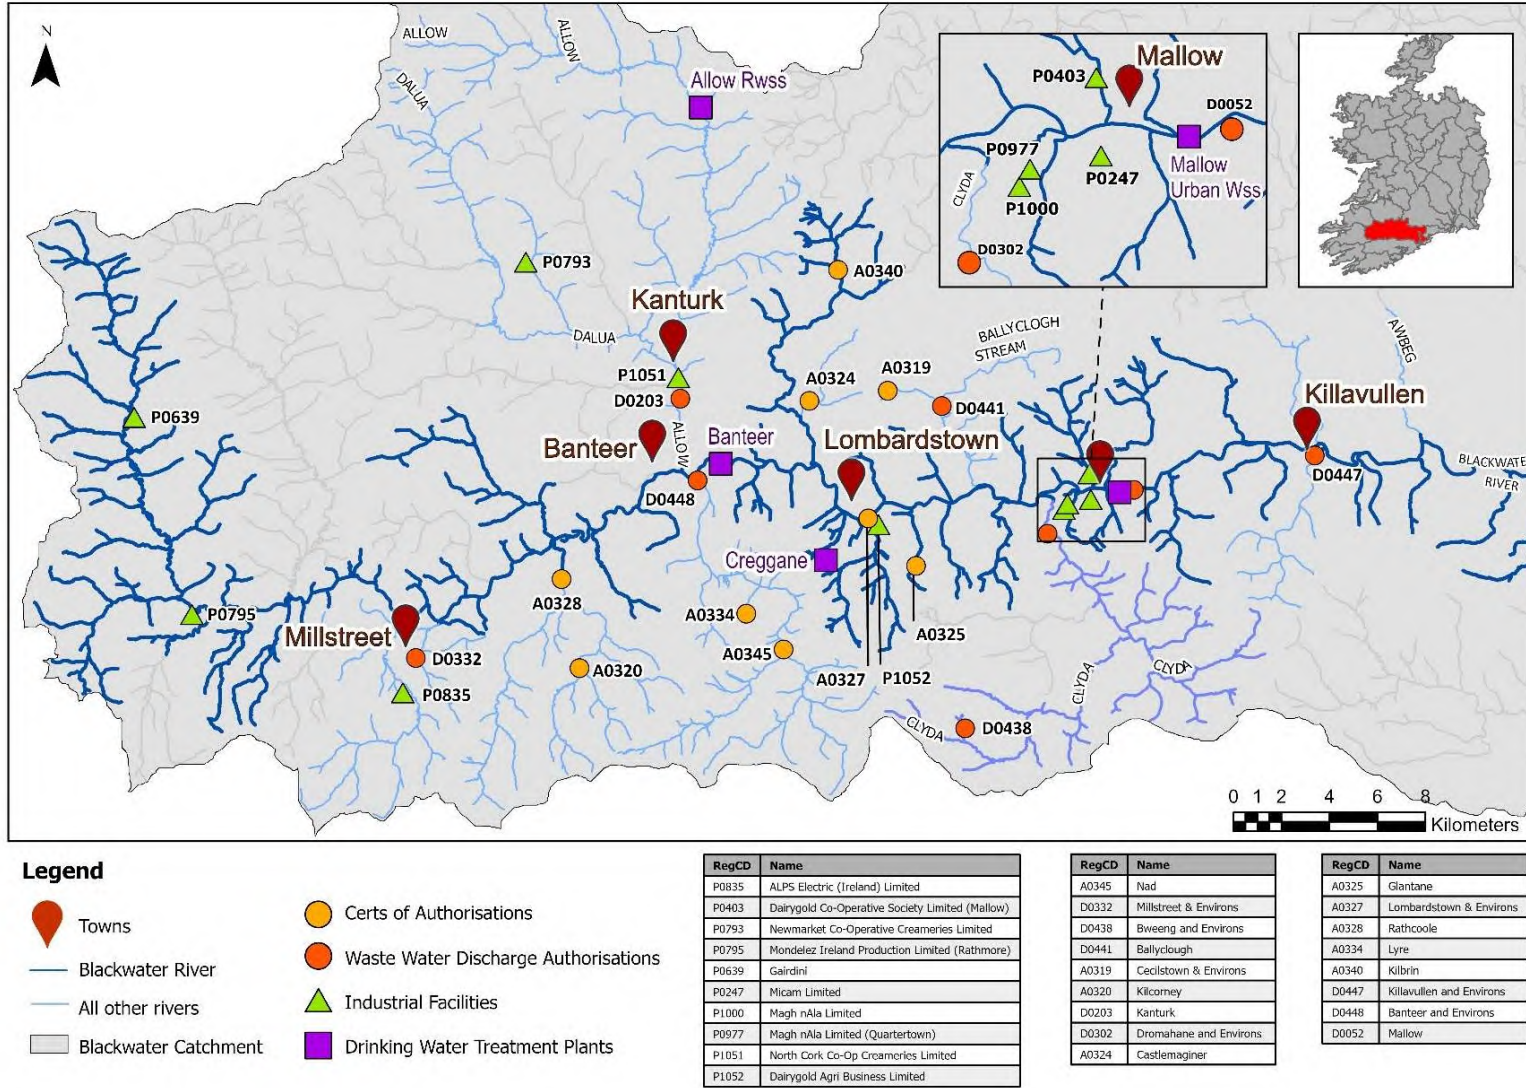 N
ALLOW
ALLOW
DALUA
Allow Rwss
Mallow
P0403
D0052
P0977
P0247
Mallow
Urban Wss
CLYDA
P1000
D0302
P0793
A0340
Kanturk
DALUA
BALLYCLOGH
STREAM
AWBEG
P1051
A0324
A0319
D0203
D0441
Killavullen
P0639
Banteer
ALLOW
Banteer
Lombardstown
BLACKWATE
RIVER
D0448
D0447
Creggane
A0328
A0334
A0325
P0795
Millstreet
D0332
A0345
A0320
A0327
P1052
CLYDA
CLYDA
P0835
CLYDA
D0438
0 1 2 4 6 8
Kilometers
Legend
Towns
Blackwater River
All other rivers
Blackwater Catchment
Certs of Authorisations
Waste Water Discharge Authorisations
Industrial Facilities
Drinking Water Treatment Plants
RegCD Name
P0835 ALPS Electric (Ireland) Limited
P0403 Dairygold Co-Operative Society Limited (Mallow)
P0793 Newmarket Co-Operative Creameries Limited
P0795 Mondelez Ireland Production Limited (Rathmore)
P0639 Gairdini
P0247 Micam Limited
P1000 Magh nAla Limited
P0977 Magh nAla Limited (Quartertown)
P1051 North Cork Co-Op Creameries Limited
P1052 Dairygold Agri Business Limited
RegCD Name
A0345 Nad
D0332 Millstreet & Environs
D0438 Bweeng and Environs
D0441 Ballyclough
A0319 Cecilstown & Environs
A0320 Kilcorney
D0203 Kanturk
D0302 Dromahane and Environs
A0324 Castlemaginer
RegCD Name
A0325 Glantane
A0327 Lombardstown & Environs
A0328 Rathcoole
A0334 Lyre
A0340 Kilbrin
D0447 Killavullen and Environs
D0448 Banteer and Environs
D0052 Mallow